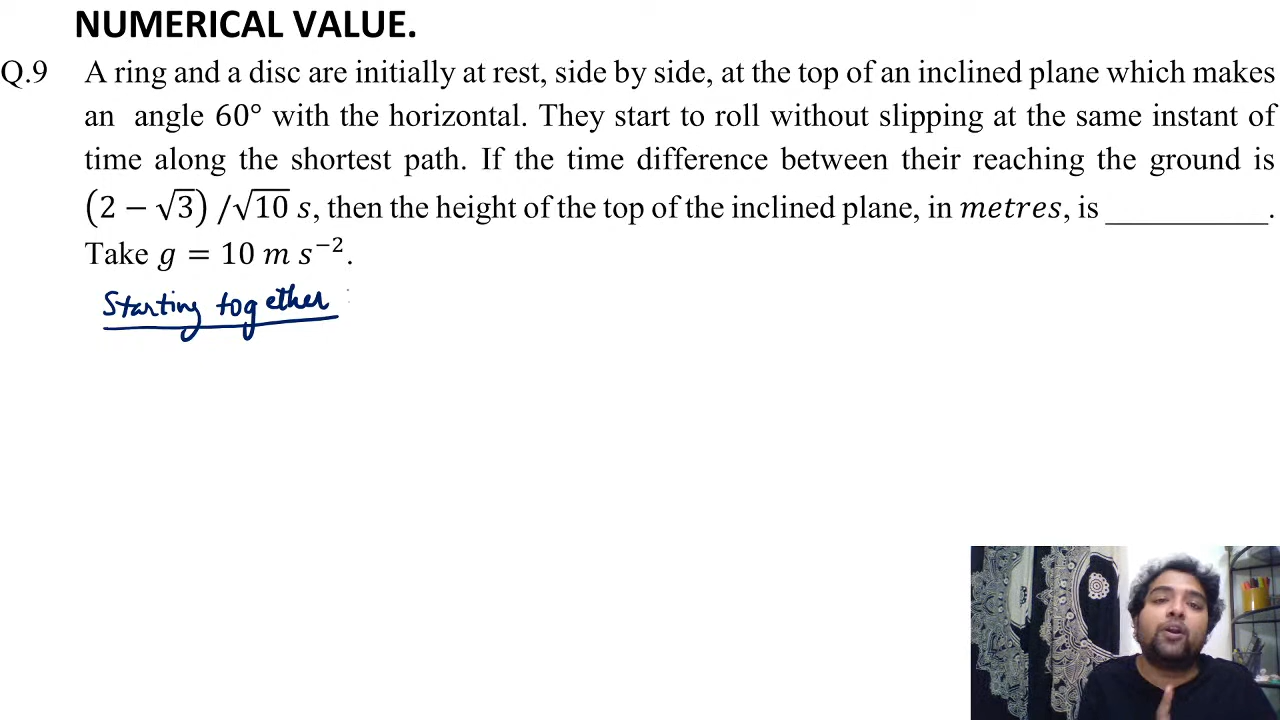 NUMERICAL VALUE.
Q.9 A ring and a disc are initially at rest, side by side, at the top of an inclined plane which makes
an angle 60° with the horizontal. They start to roll without slipping at the same instant of
time along the shortest path. If the time difference between their reaching the ground is
(2 − √3) /√10 s, then the height of the top of the inclined plane, in metres, is __________.
Take g = 10 m s⁻².
Starting together